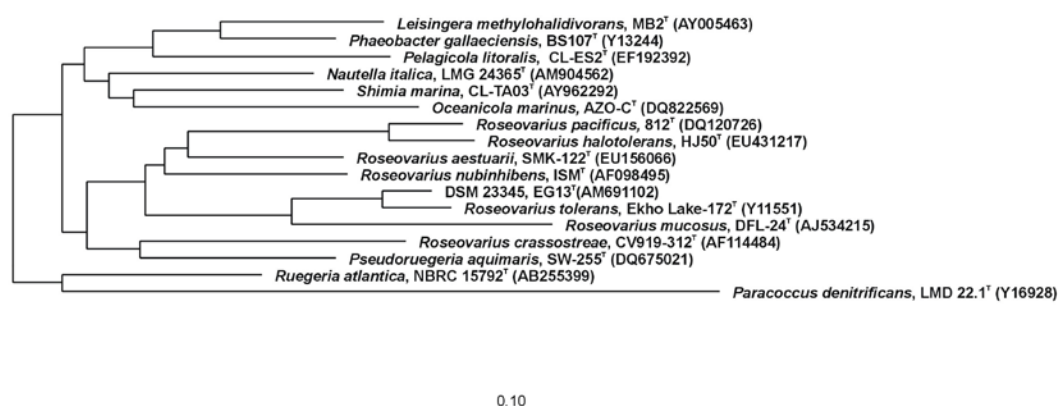 Leisingera methylohalidivorans, MB2ᵀ (AY005463)
Phaeobacter gallaeciensis, BS107ᵀ (Y13244)
Pelagicola litoralis, CL-ES2ᵀ (EF192392)
Nautella italica, LMG 24365ᵀ (AM904562)
Shimia marina, CL-TA03ᵀ (AY962292)
Oceanicola marinus, AZO-Cᵀ (DQ822569)
Roseovarius pacificus, 812ᵀ (DQ120726)
Roseovarius halotolerans, HJ50ᵀ (EU431217)
Roseovarius aestuarii, SMK-122ᵀ (EU156066)
Roseovarius nubinhibens, ISMᵀ (AF098495)
DSM 23345, EG13ᵀ(AM691102)
Roseovarius tolerans, Ekho Lake-172ᵀ (Y11551)
Roseovarius mucosus, DFL-24ᵀ (AJ534215)
Roseovarius crassostreae, CV919-312ᵀ (AF114484)
Pseudoruegeria aquimaris, SW-255ᵀ (DQ675021)
Ruegeria atlantica, NBRC 15792ᵀ (AB255399)
Paracoccus denitrificans, LMD 22.1ᵀ (Y16928)
0.10